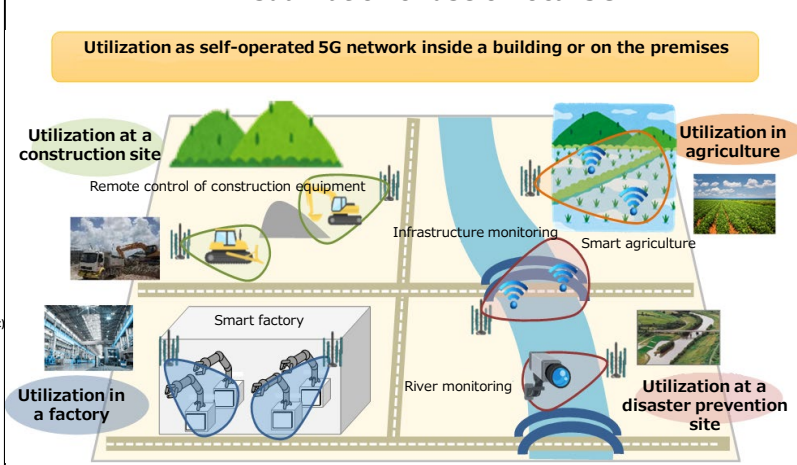 Utilization as self-operated 5G network inside a building or on the premises
Utilization at a
construction site
Utilization in
agriculture
Remote control of construction equipment
Infrastructure monitoring
Smart agriculture
Smart factory
River monitoring
Utilization in
a factory
Utilization at a
disaster prevention
site